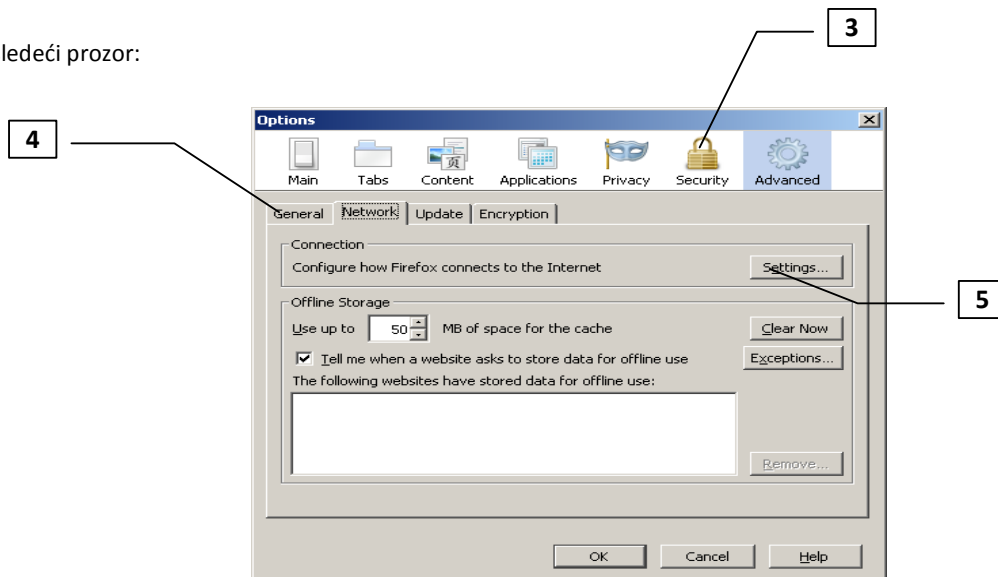 3
ledeći prozor:
4
Options
Main Tabs Content Applications Privacy Security Advanced
General Network Update Encryption
Connection
Configure how Firefox connects to the Internet Settings...
5
Offline Storage
Use up to 50 MB of space for the cache Clear Now
Tell me when a website asks to store data for offline use Exceptions...
The following websites have stored data for offline use:
Remove...
OK Cancel Help